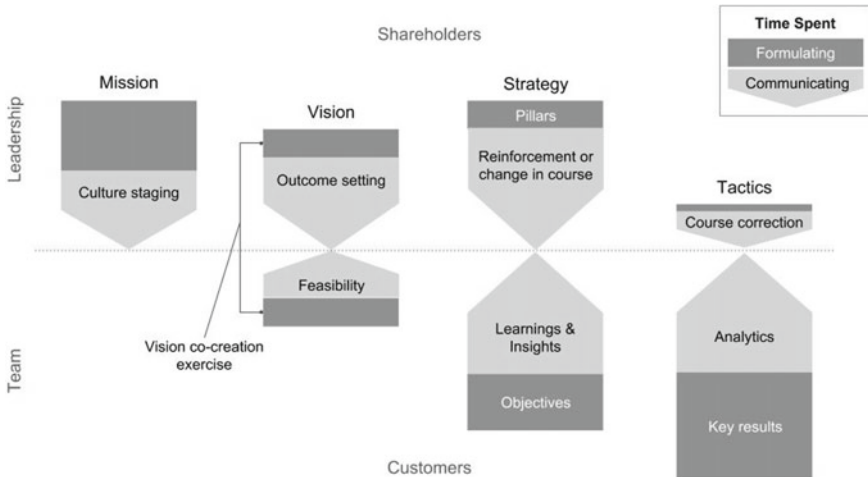 Shareholders
Time Spent
Formulating
Communicating
Leadership
Mission
Culture staging
Vision
Outcome setting
Strategy
Pillars
Reinforcement or
change in course
Tactics
Course correction
Team
Vision co-creation
exercise
Feasibility
Learnings &
Insights
Objectives
Analytics
Key results
Customers